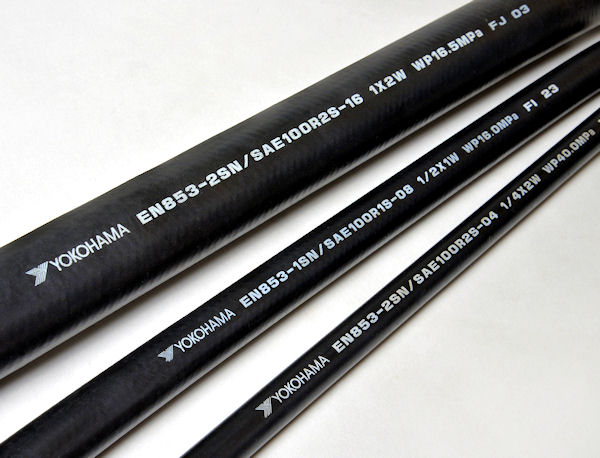 YOKOHAMA EN853-2SN/SAE100R2S-16 1X2W WP16.5MPa FJ 03
YOKOHAMA EN853-1SN/SAE100R1S-08 1/2X1W WP16.0MPa FI 23
YOKOHAMA EN853-2SN/SAE100R2S-04 1/4X2W WP40.0MPa